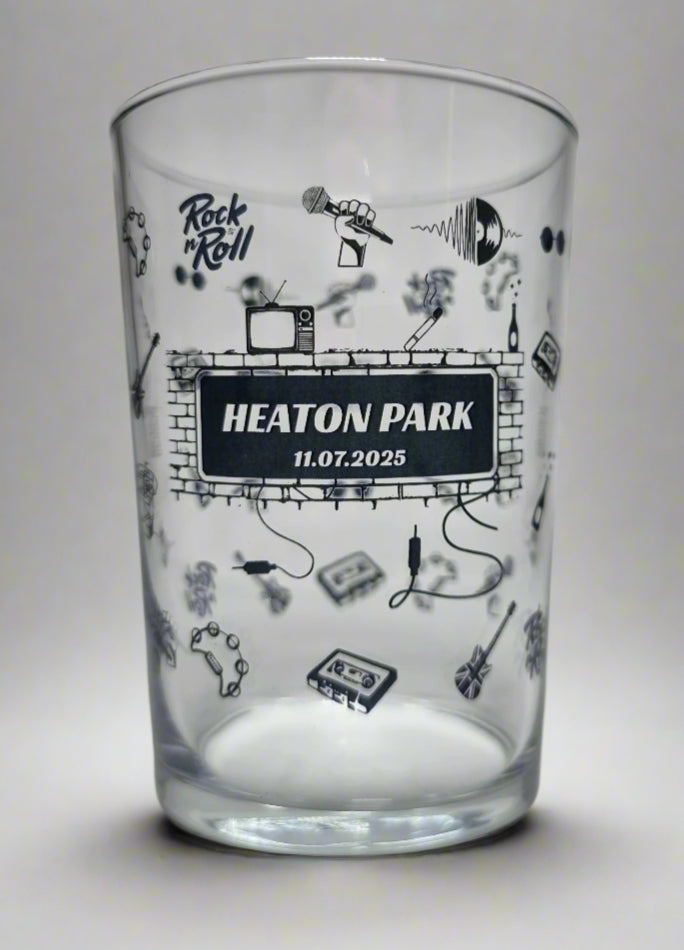 Rock
n Roll
HEATON PARK
11.07.2025